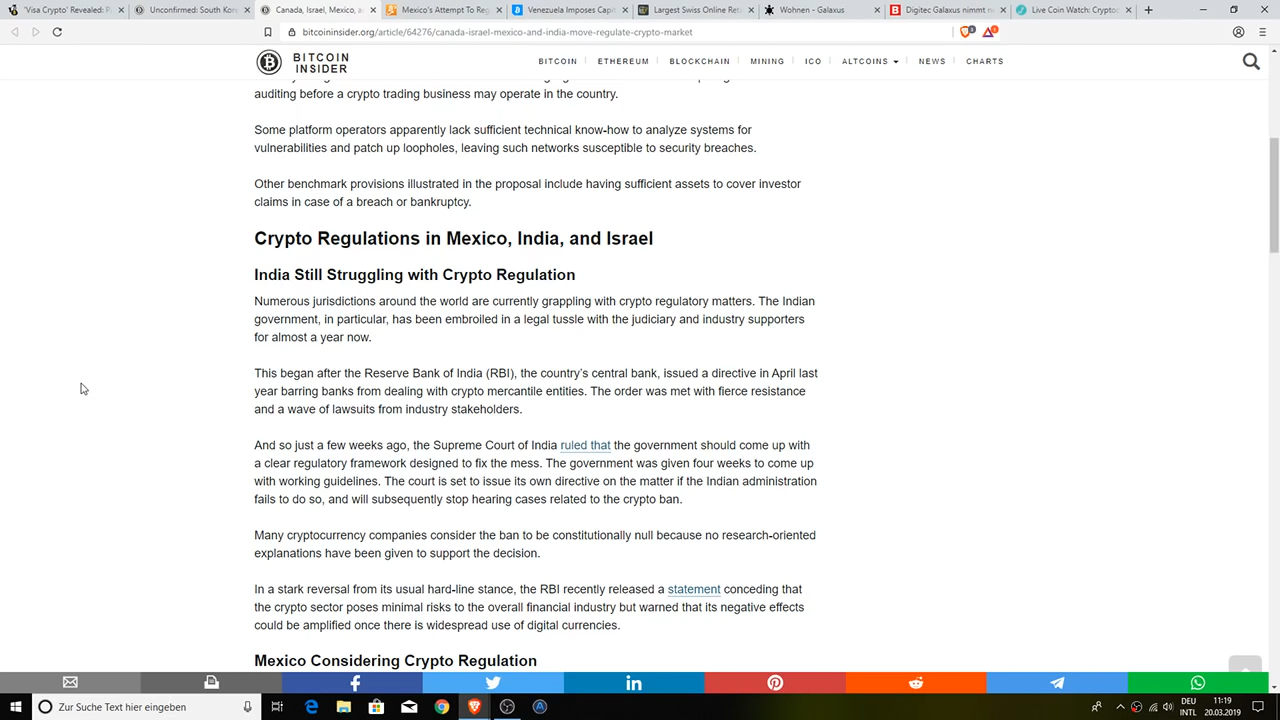 'Visa Crypto' Revealed: P
Unconfirmed: South Kore
Canada, Israel, Mexico, a
Mexico's Attempt To Reg
Venezuela Imposes Capit
Largest Swiss Online Reta
Wohnen - Galaxus
Digitec Galaxus nimmt n
Live Coin Watch: Cryptoc
bitcoininsider.org/article/64276/canada-israel-mexico-and-india-move-regulate-crypto-market
BITCOIN
INSIDER
BITCOIN ETHEREUM BLOCKCHAIN MINING ICO ALTCOINS NEWS CHARTS
auditing before a crypto trading business may operate in the country.
Some platform operators apparently lack sufficient technical know-how to analyze systems for
vulnerabilities and patch up loopholes, leaving such networks susceptible to security breaches.
Other benchmark provisions illustrated in the proposal include having sufficient assets to cover investor
claims in case of a breach or bankruptcy.
Crypto Regulations in Mexico, India, and Israel
India Still Struggling with Crypto Regulation
Numerous jurisdictions around the world are currently grappling with crypto regulatory matters. The Indian
government, in particular, has been embroiled in a legal tussle with the judiciary and industry supporters
for almost a year now.
This began after the Reserve Bank of India (RBI), the country's central bank, issued a directive in April last
year barring banks from dealing with crypto mercantile entities. The order was met with fierce resistance
and a wave of lawsuits from industry stakeholders.
And so just a few weeks ago, the Supreme Court of India ruled that the government should come up with
a clear regulatory framework designed to fix the mess. The government was given four weeks to come up
with working guidelines. The court is set to issue its own directive on the matter if the Indian administration
fails to do so, and will subsequently stop hearing cases related to the crypto ban.
Many cryptocurrency companies consider the ban to be constitutionally null because no research-oriented
explanations have been given to support the decision.
In a stark reversal from its usual hard-line stance, the RBI recently released a statement conceding that
the crypto sector poses minimal risks to the overall financial industry but warned that its negative effects
could be amplified once there is widespread use of digital currencies.
Mexico Considering Crypto Regulation
Zur Suche Text hier eingeben
DEU
INTL
11:19
20.03.2019